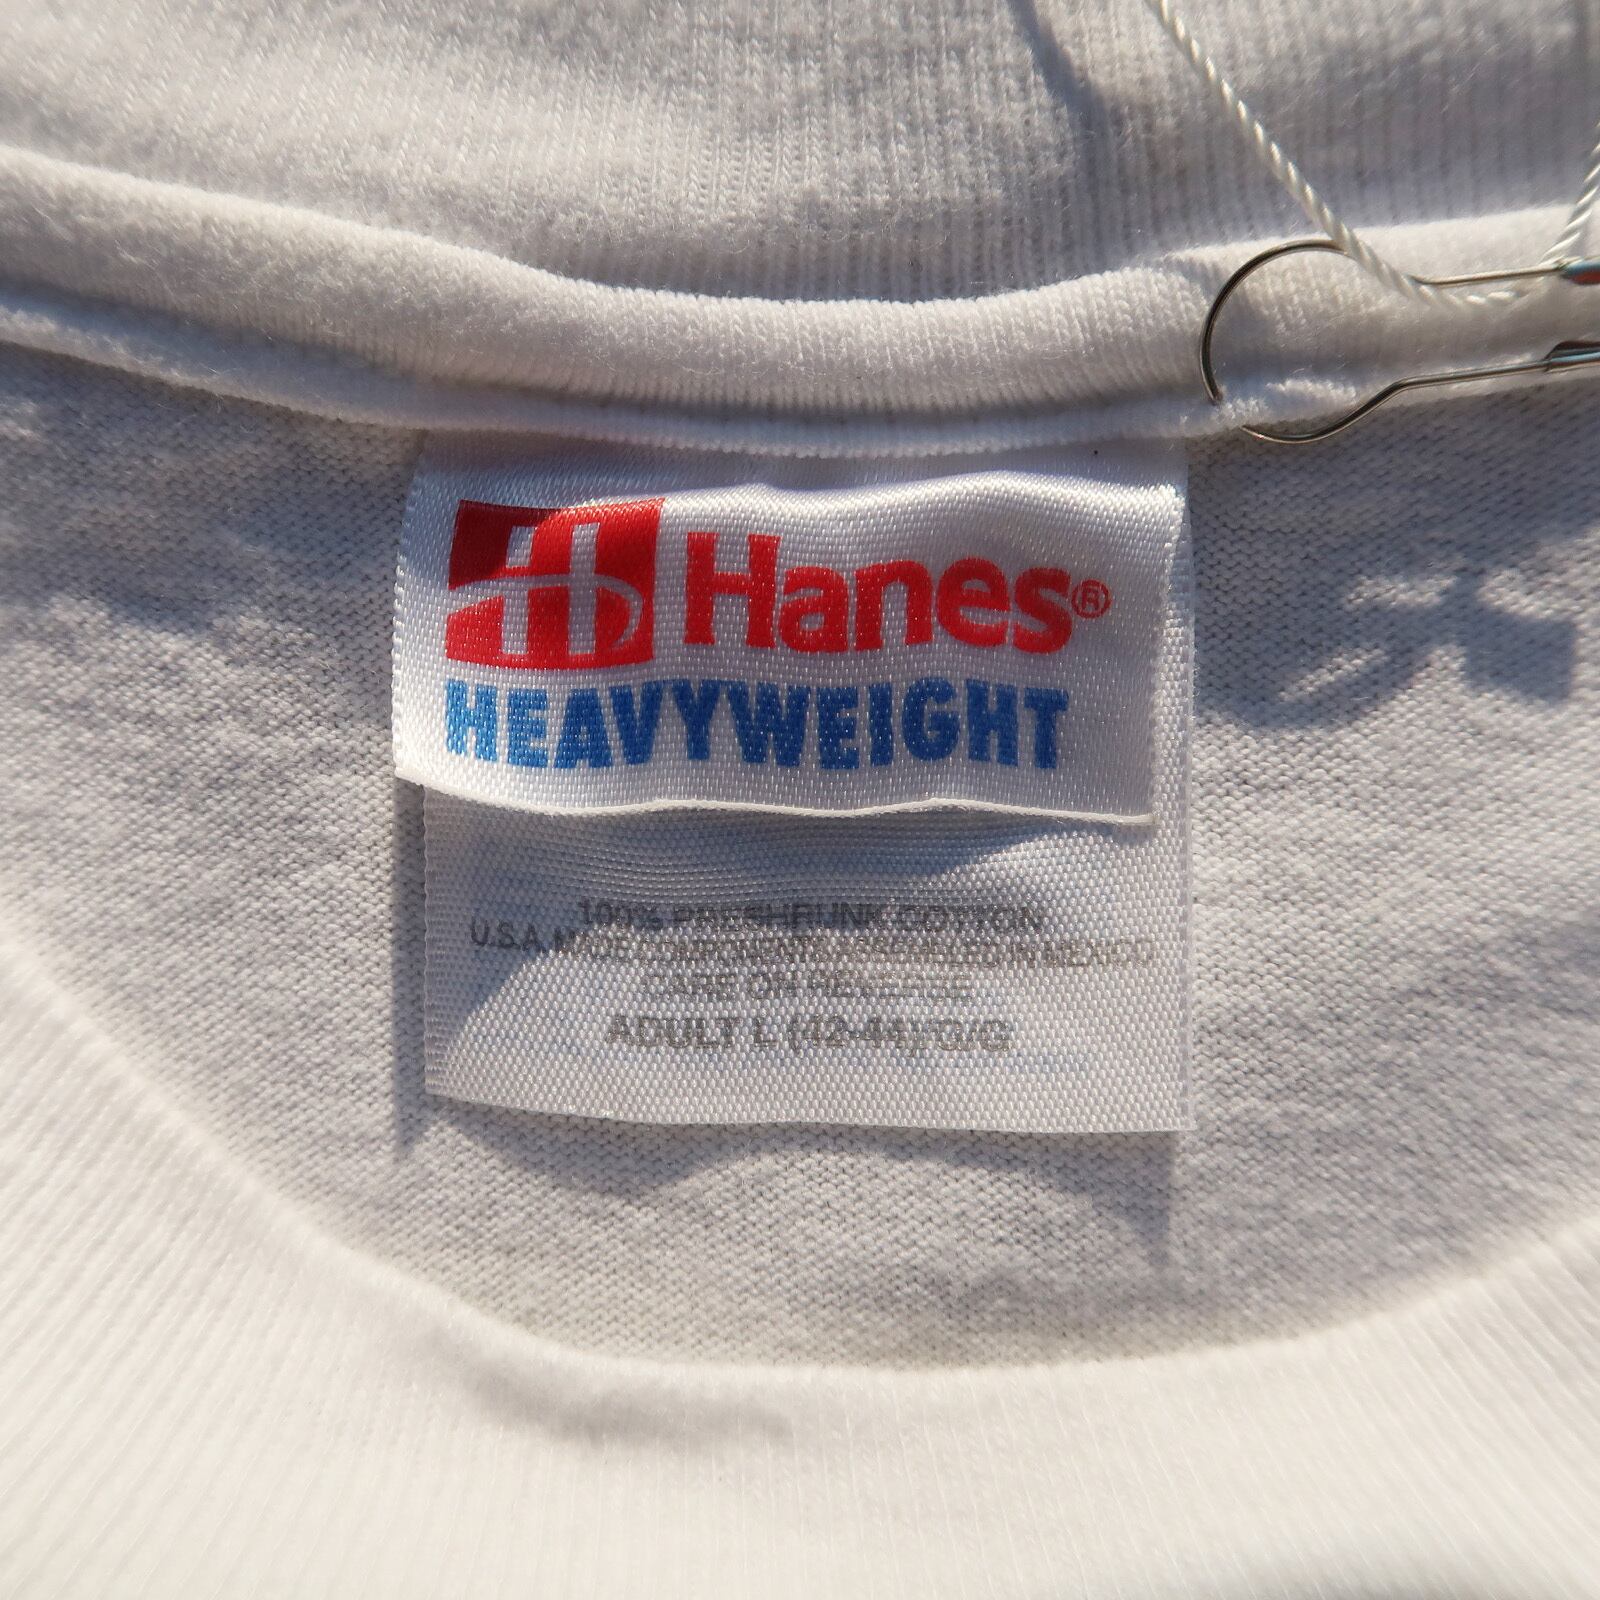 Hanes®
HEAVYWEIGHT
100% PRESHRUNK COTTON
U.S.A. MADE COMPONENTS ASSEMBLED IN MEXICO
CARE ON REVERSE
ADULT L (42-44)/G/G